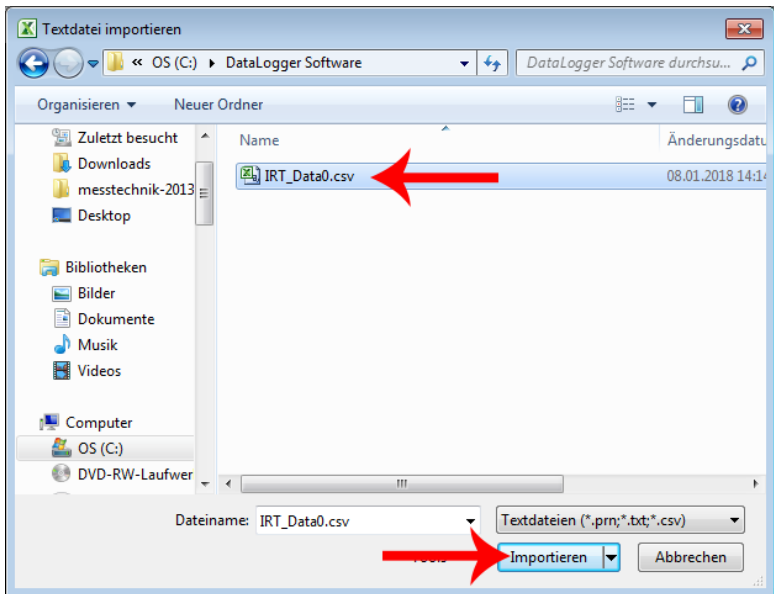 Textdatei importieren
« OS (C:) DataLogger Software
DataLogger Software durchsu...
Organisieren Neuer Ordner
Zuletzt besucht
Downloads
messtechnik-2013
Desktop
Bibliotheken
Bilder
Dokumente
Musik
Videos
Computer
OS (C:)
DVD-RW-Laufwer
Name Änderungsdatu
IRT_Data0.csv 08.01.2018 14:14
Dateiname: IRT_Data0.csv Textdateien (*.prn;*.txt;*.csv)
Importieren Abbrechen